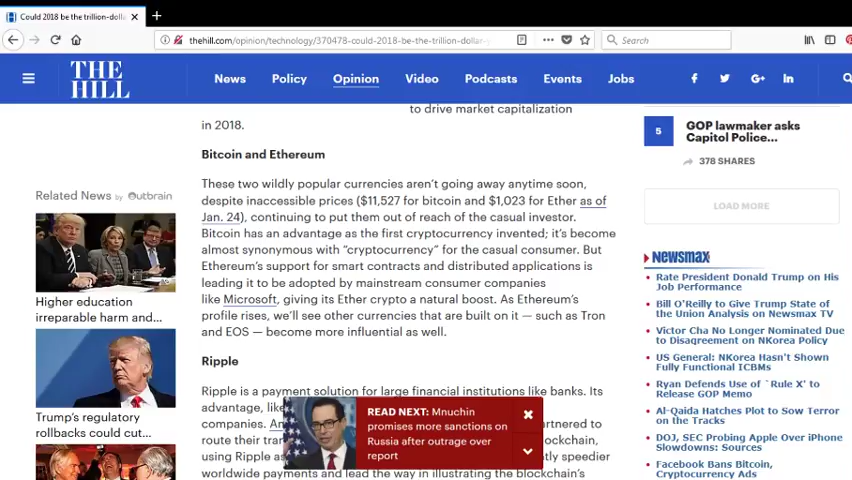 Could 2018 be the trillion-dolla
thehill.com/opinion/technology/370478-could-2018-be-the-trillion-dollar-y
Search
THE HILL
News
Policy
Opinion
Video
Podcasts
Events
Jobs
to drive market capitalization
in 2018.
Bitcoin and Ethereum
These two wildly popular currencies aren't going away anytime soon,
despite inaccessible prices ($11,527 for bitcoin and $1,023 for Ether as of
Jan. 24), continuing to put them out of reach of the casual investor.
Bitcoin has an advantage as the first cryptocurrency invented; it's become
almost synonymous with “cryptocurrency” for the casual consumer. But
Ethereum's support for smart contracts and distributed applications is
leading it to be adopted by mainstream consumer companies
like Microsoft, giving its Ether crypto a natural boost. As Ethereum's
profile rises, we'll see other currencies that are built on it — such as Tron
and EOS — become more influential as well.
Ripple
Ripple is a payment solution for large financial institutions like banks. Its
advantage, like
companies. 
route their tran
using Ripple as
worldwide payments and lead the way in illustrating the blockchain's
Related News by Outbrain
Higher education
irreparable harm and...
Trump's regulatory
rollbacks could cut...
READ NEXT: Mnuchin
promises more sanctions on
Russia after outrage over
report
5
GOP lawmaker asks
Capitol Police...
378 SHARES
LOAD MORE
Newsmax
Rate President Donald Trump on His
Job Performance
Bill O'Reilly to Give Trump State of
the Union Analysis on Newsmax TV
Victor Cha No Longer Nominated Due
to Disagreement on NKorea Policy
US General: NKorea Hasn't Shown
Fully Functional ICBMs
Ryan Defends Use of `Rule X' to
Release GOP Memo
Al-Qaida Hatches Plot to Sow Terror
on the Tracks
DOJ, SEC Probing Apple Over iPhone
Slowdowns: Sources
Facebook Bans Bitcoin,
Cryptocurrency Ads